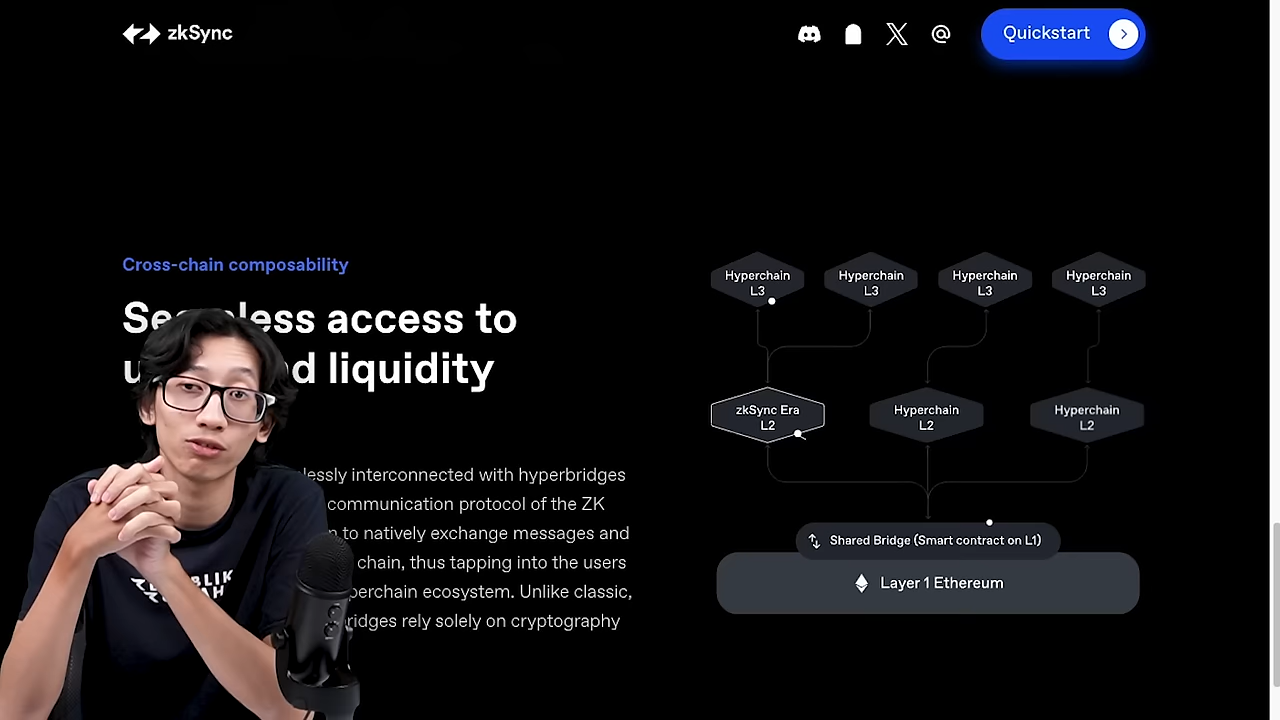 zkSync
Quickstart
Cross-chain composability
less access to
d liquidity
lessly interconnected with hyperbridges
communication protocol of the ZK
to natively exchange messages and
chain, thus tapping into the users
perchain ecosystem. Unlike classic,
ridges rely solely on cryptography
Hyperchain
L3
Hyperchain
L3
Hyperchain
L3
Hyperchain
L3
zkSync Era
L2
Hyperchain
L2
Hyperchain
L2
Shared Bridge (Smart contract on L1)
Layer 1 Ethereum